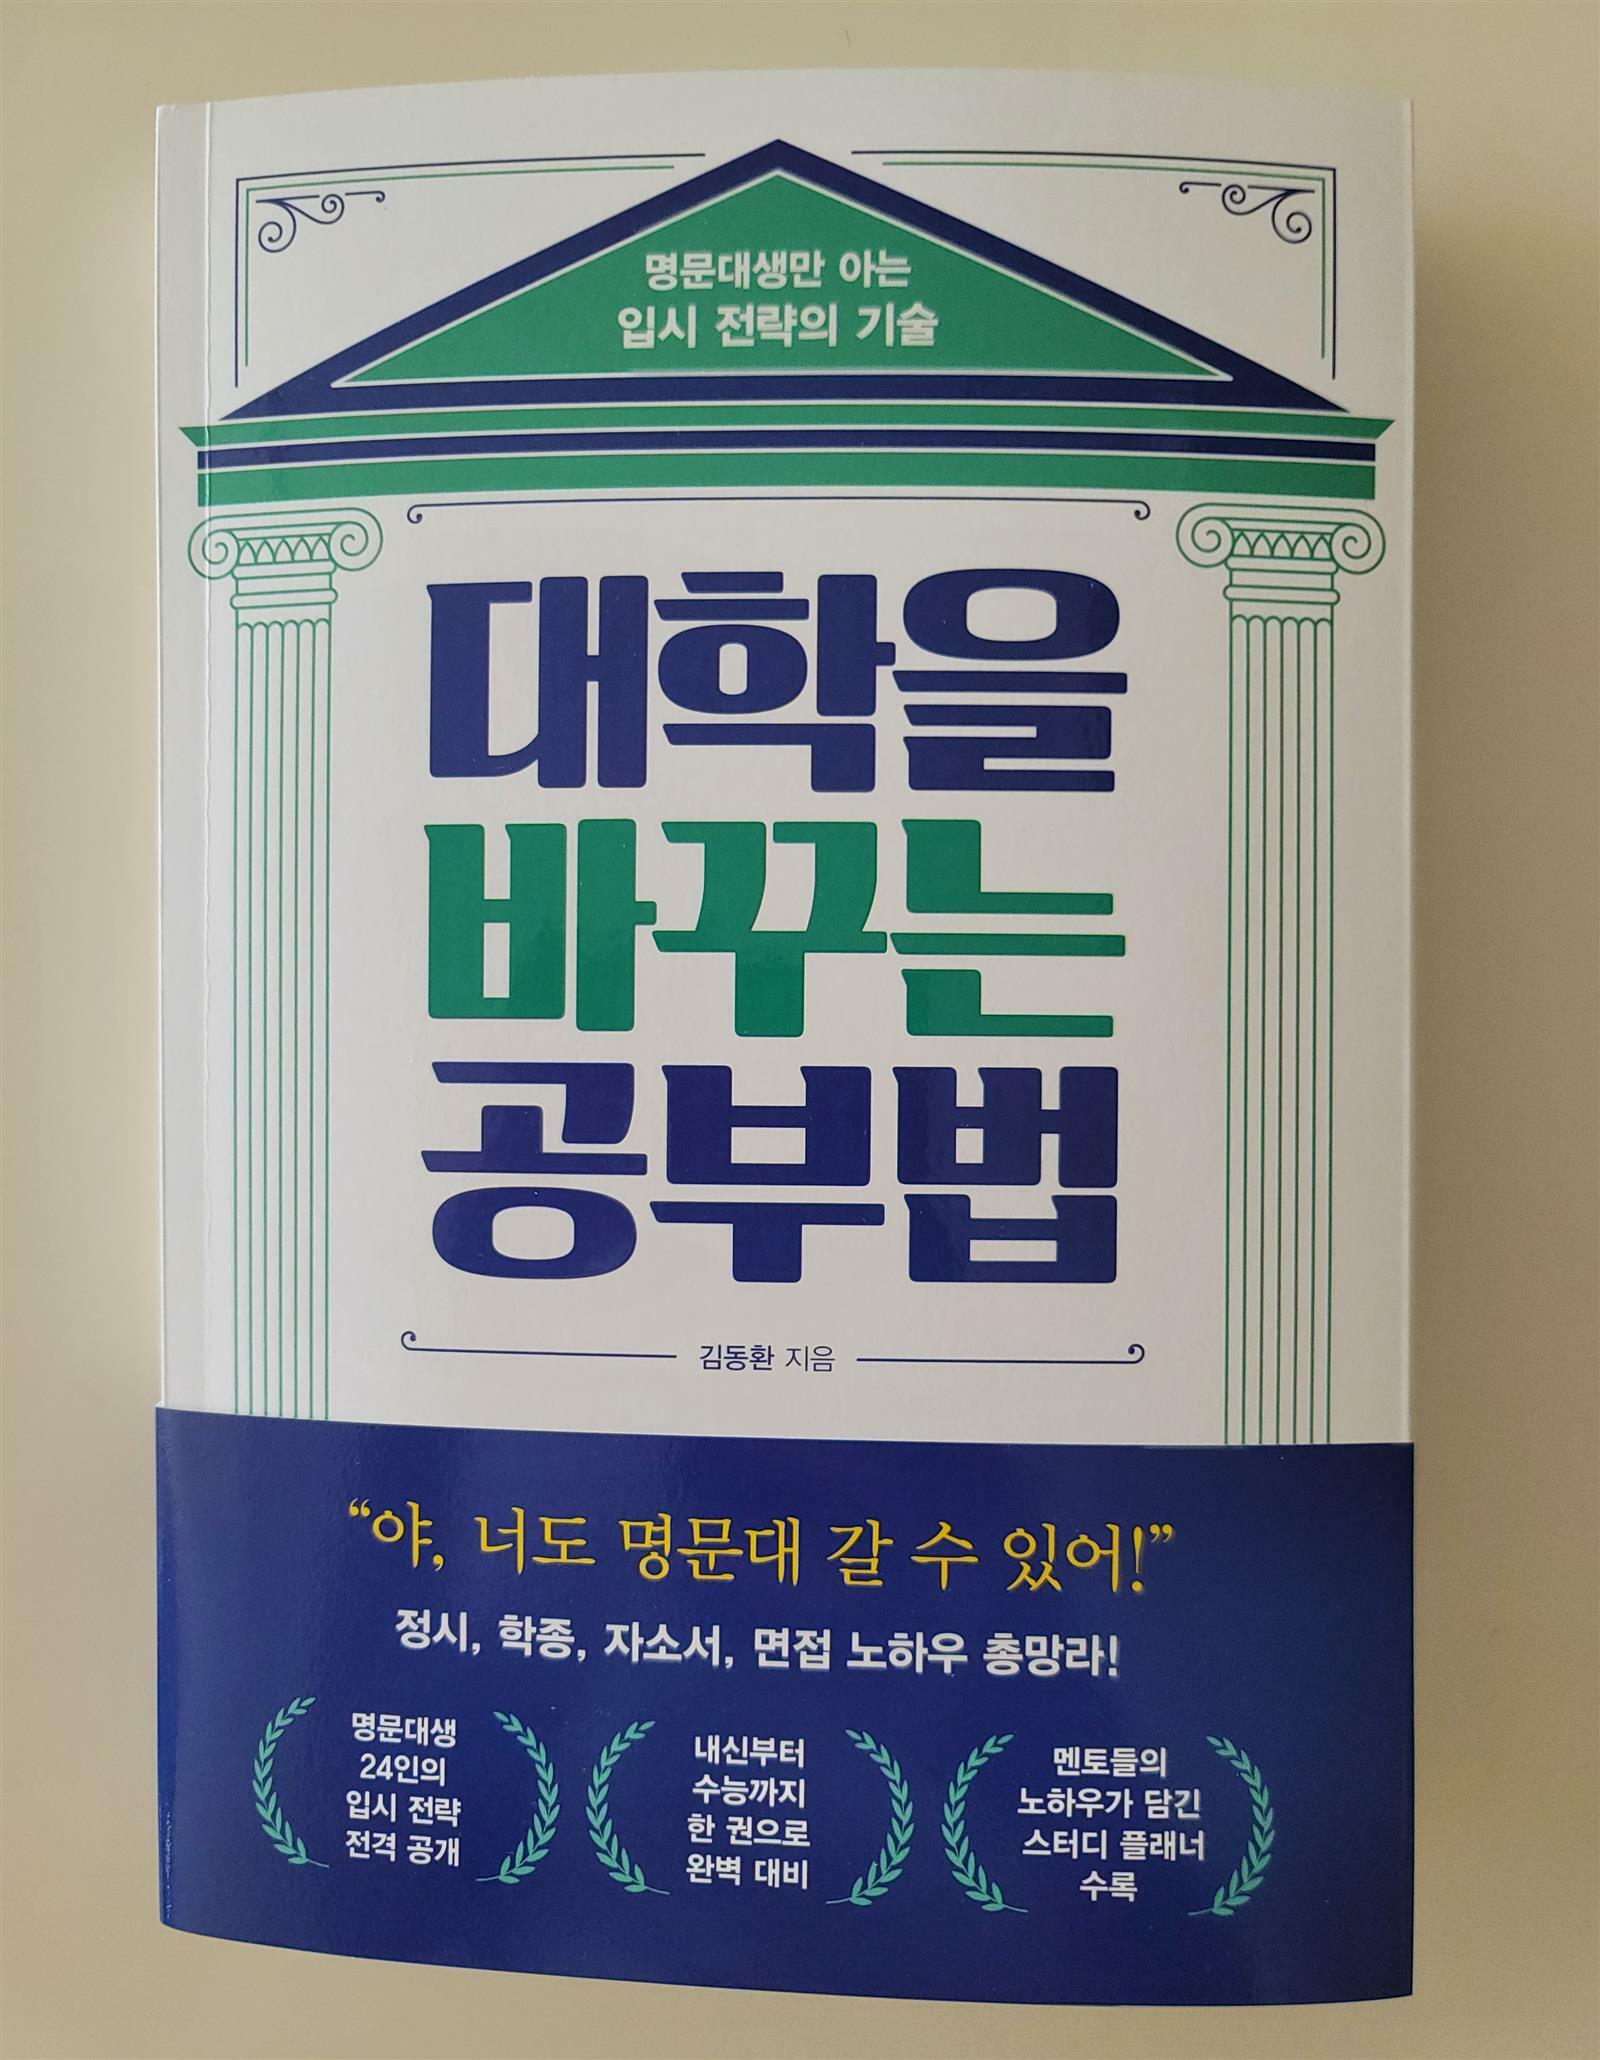 명문대생만 아는
입시 전략의 기술
대학을
바꾸는
공부법
김동환 지음
“야, 너도 명문대 갈 수 있어!”
정시, 학종, 자소서, 면접 노하우 총망라!
명문대생
24인의
입시 전략
전격 공개
내신부터
수능까지
한 권으로
완벽 대비
멘토들의
노하우가 담긴
스터디 플래너
수록